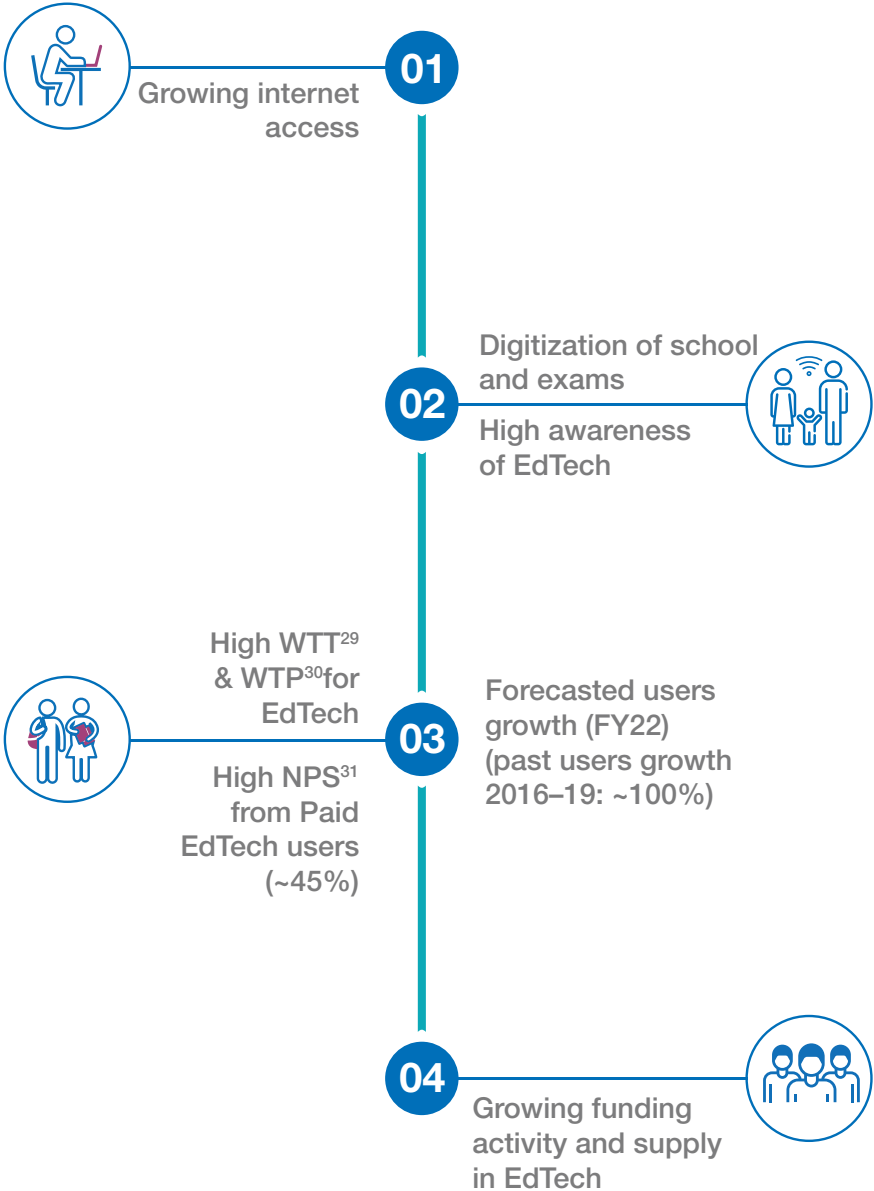 01
Growing internet
access
Digitization of school
and exams
02
High awareness
of EdTech
High WTT²⁹
& WTP³⁰for
EdTech
03
High NPS³¹
from Paid
EdTech users
(~45%)
Forecasted users
growth (FY22)
(past users growth
2016–19: ~100%)
04
Growing funding
activity and supply
in EdTech